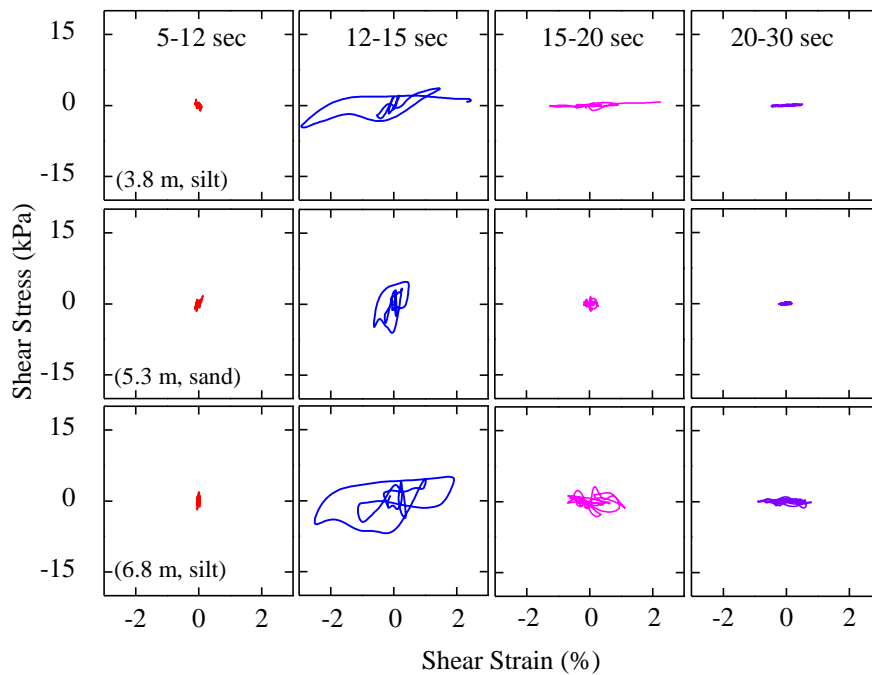 15 5-12 sec 12-15 sec 15-20 sec 20-30 sec
0
-15 (3.8 m, silt)
15
0
-15 (5.3 m, sand)
15
0
-15 (6.8 m, silt)
-2 0 2 -2 0 2 -2 0 2 -2 0 2
Shear Stress (kPa)
Shear Strain (%)